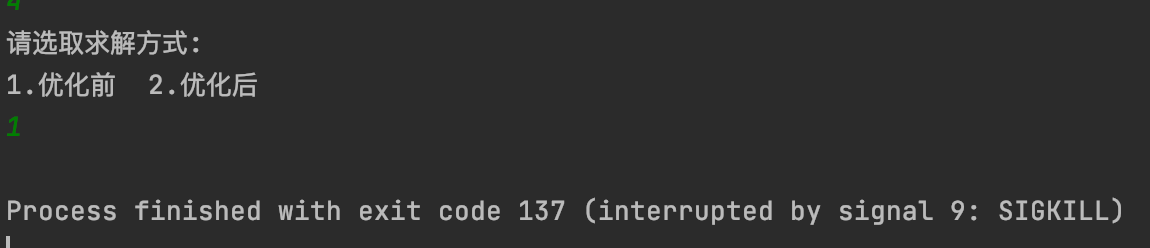 4
请选取求解方式:
1.优化前  2.优化后
1
Process finished with exit code 137 (interrupted by signal 9: SIGKILL)